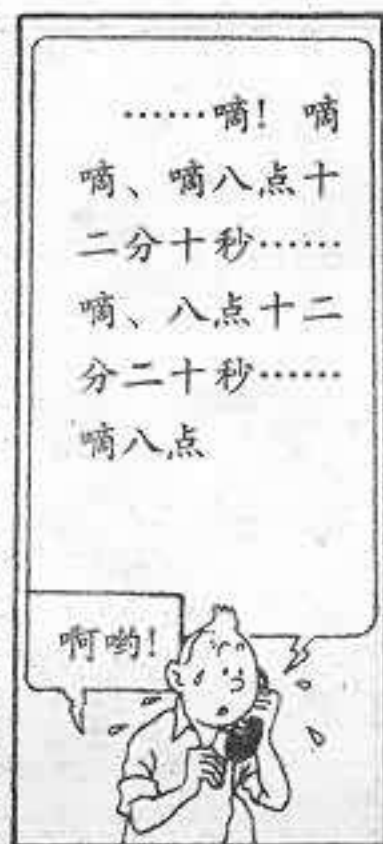 ……嘀! 嘀
嘀、嘀八点十
二分十秒……
嘀、八点十二
分二十秒……
嘀八点
啊哟!